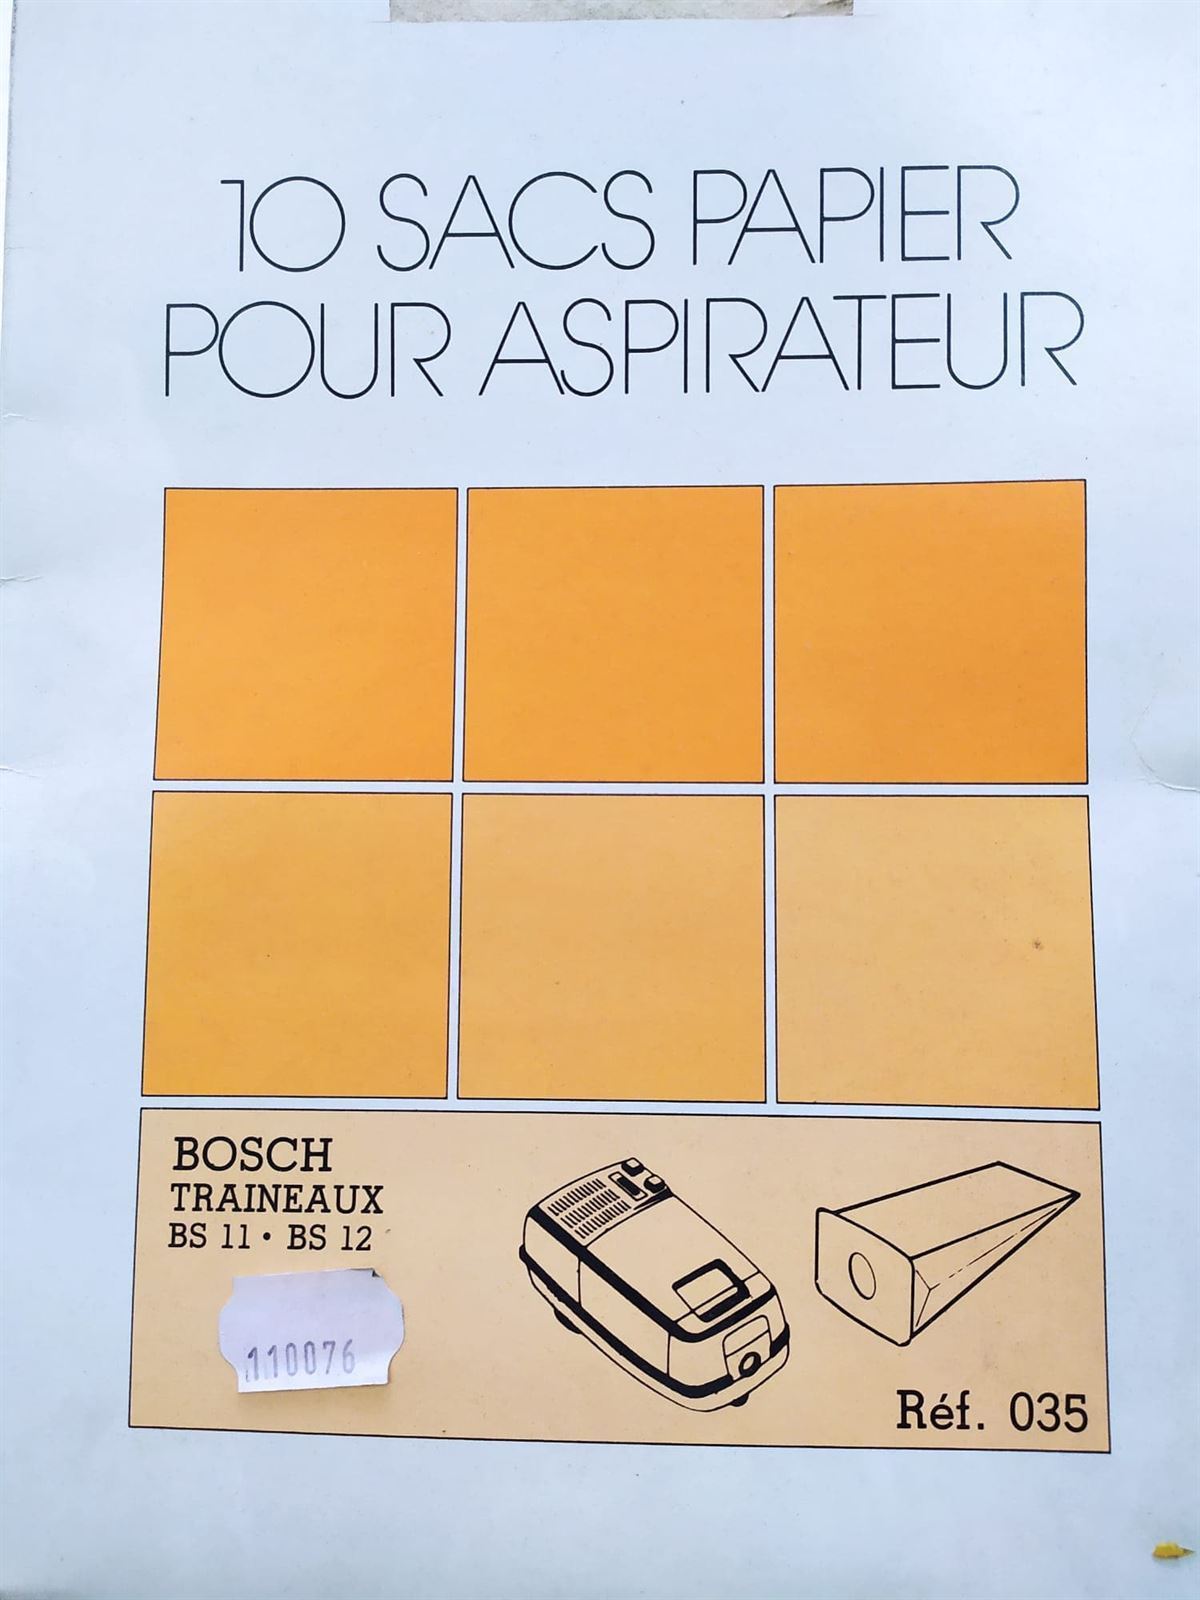 10 SACS PAPIER
POUR ASPIRATEUR
BOSCH
TRAINEAUX
BS 11 • BS 12
110076
Réf. 035